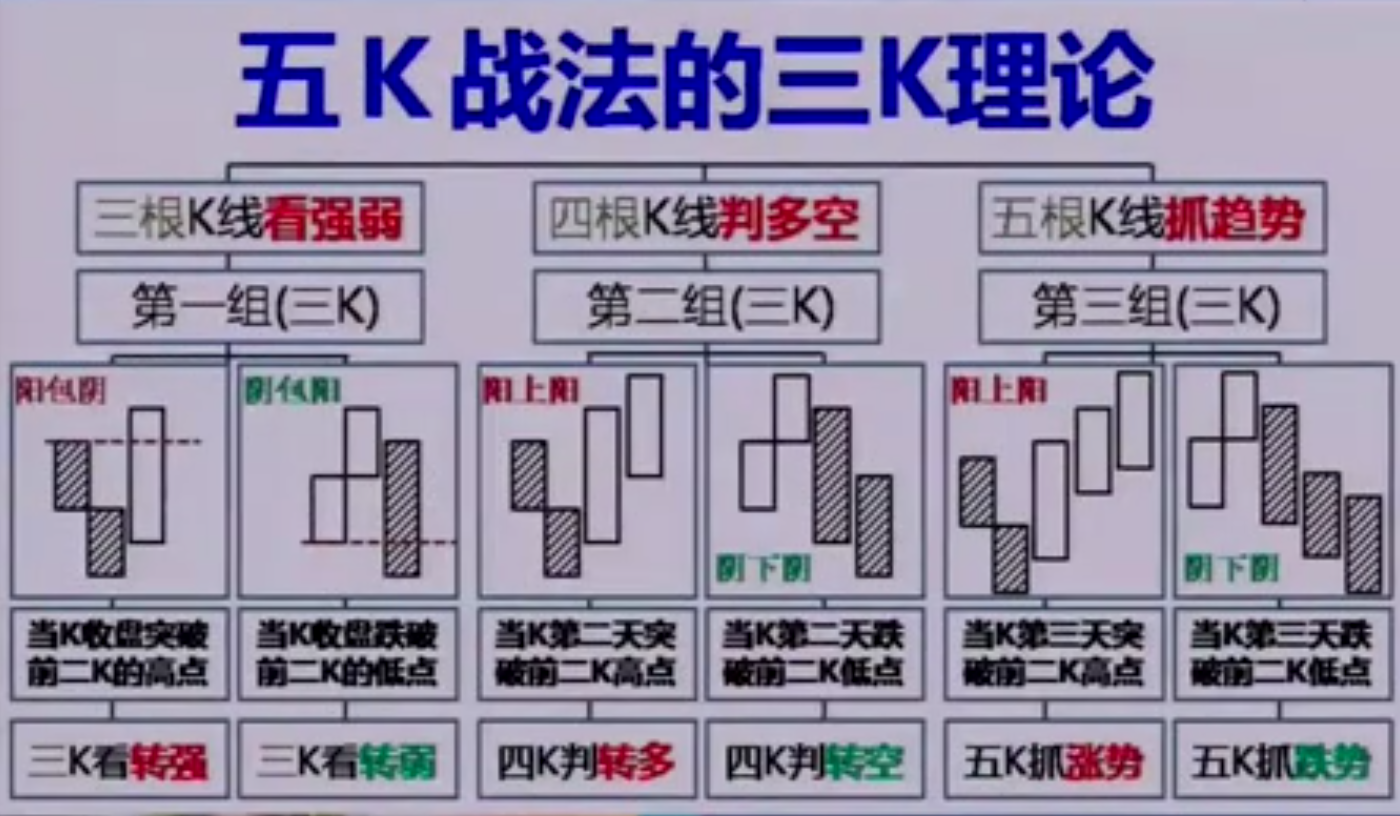 五K战法的三K理论
三根K线看强弱
四根K线判多空
五根K线抓趋势
第一组(三K)
第二组(三K)
第三组(三K)
阳包阴
阴包阳
阳上阳
阴下阴
阳上阳
阴下阴
当K收盘突破
前二K的高点
当K收盘跌破
前二K的低点
当K第二天突
破前二K高点
当K第二天跌
破前二K低点
当K第三天突
破前二K高点
当K第三天跌
破前二K低点
三K看转强
三K看转弱
四K判转多
四K判转空
五K抓涨势
五K抓跌势